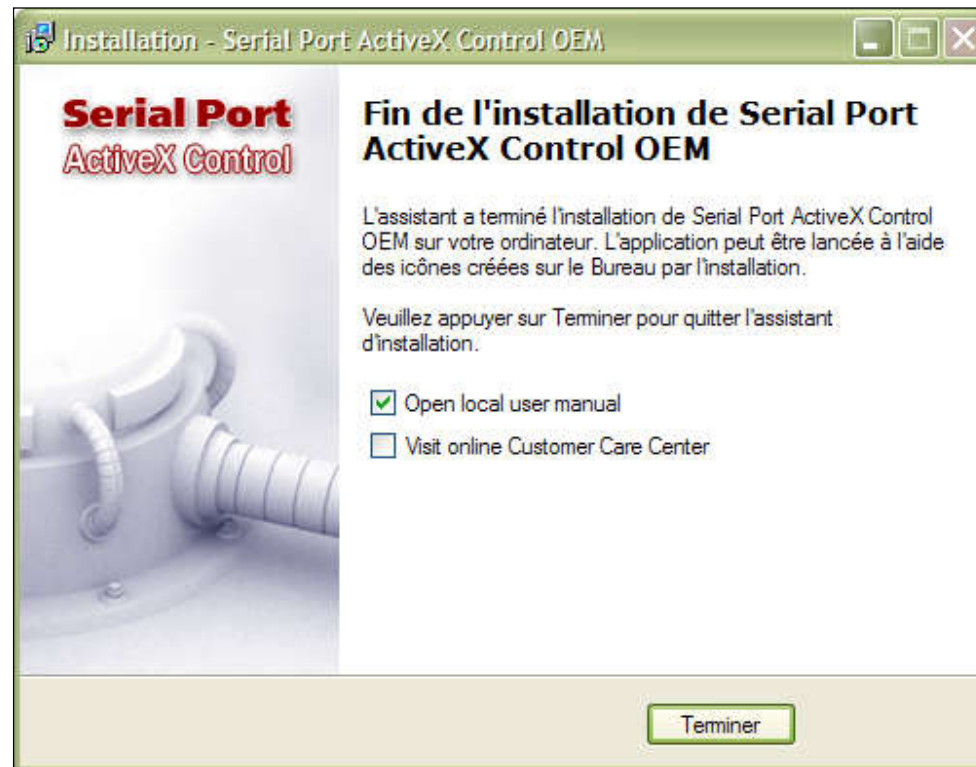 Installation - Serial Port ActiveX Control OEM
Serial Port
ActiveX Control
Fin de l'installation de Serial Port
ActiveX Control OEM
L'assistant a terminé l'installation de Serial Port ActiveX Control
OEM sur votre ordinateur. L'application peut être lancée à l'aide
des icônes créées sur le Bureau par l'installation.
Veuillez appuyer sur Terminer pour quitter l'assistant
d'installation.
Open local user manual
Visit online Customer Care Center
Terminer